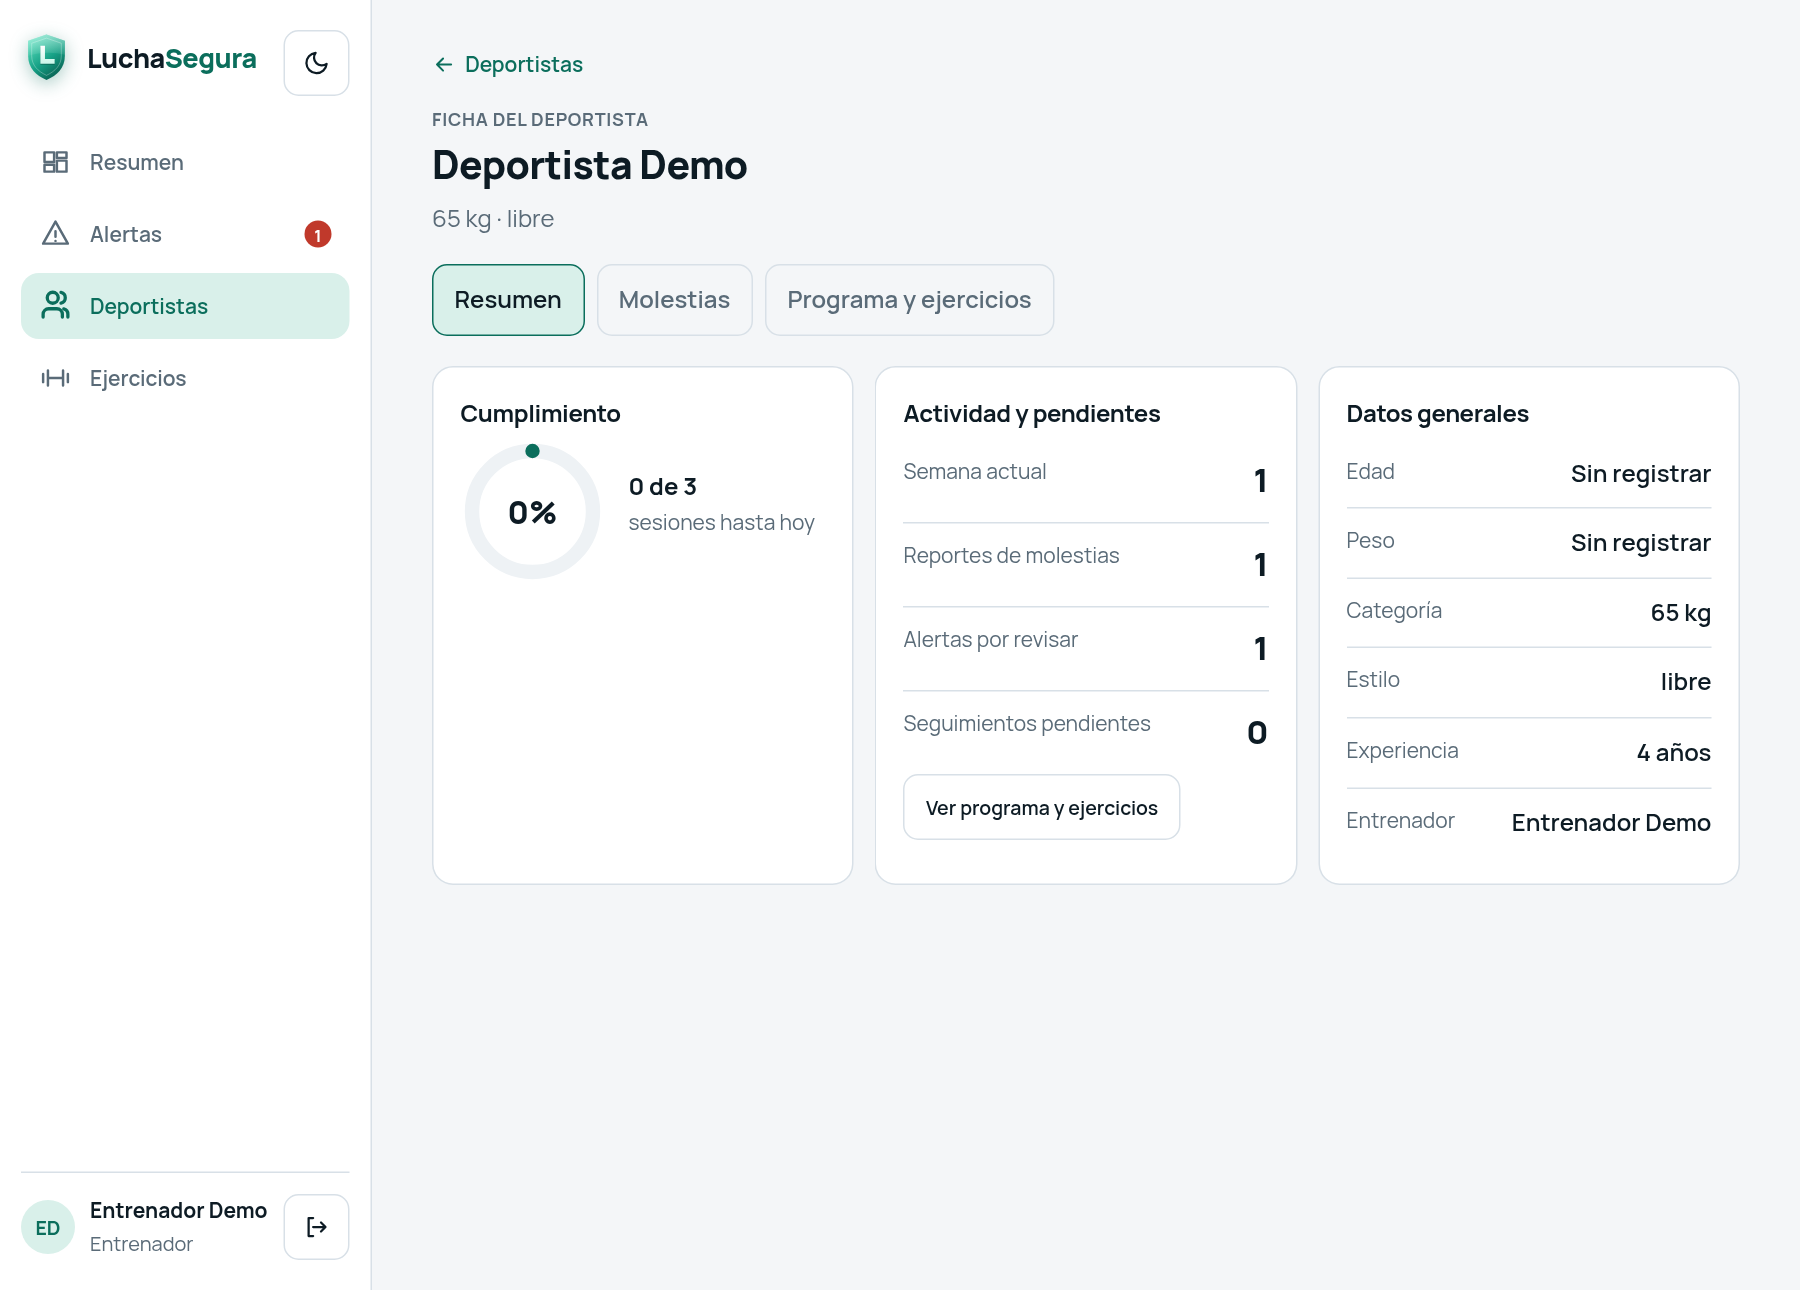 LuchaSegura
Resumen
Alertas
1
Deportistas
Ejercicios
ED
Entrenador Demo
Entrenador
Deportistas
FICHA DEL DEPORTISTA
Deportista Demo
65 kg · libre
Resumen
Molestias
Programa y ejercicios
Cumplimiento
0%
0 de 3
sesiones hasta hoy
Actividad y pendientes
Semana actual 1
Reportes de molestias 1
Alertas por revisar 1
Seguimientos pendientes 0
Ver programa y ejercicios
Datos generales
Edad Sin registrar
Peso Sin registrar
Categoría 65 kg
Estilo libre
Experiencia 4 años
Entrenador Entrenador Demo